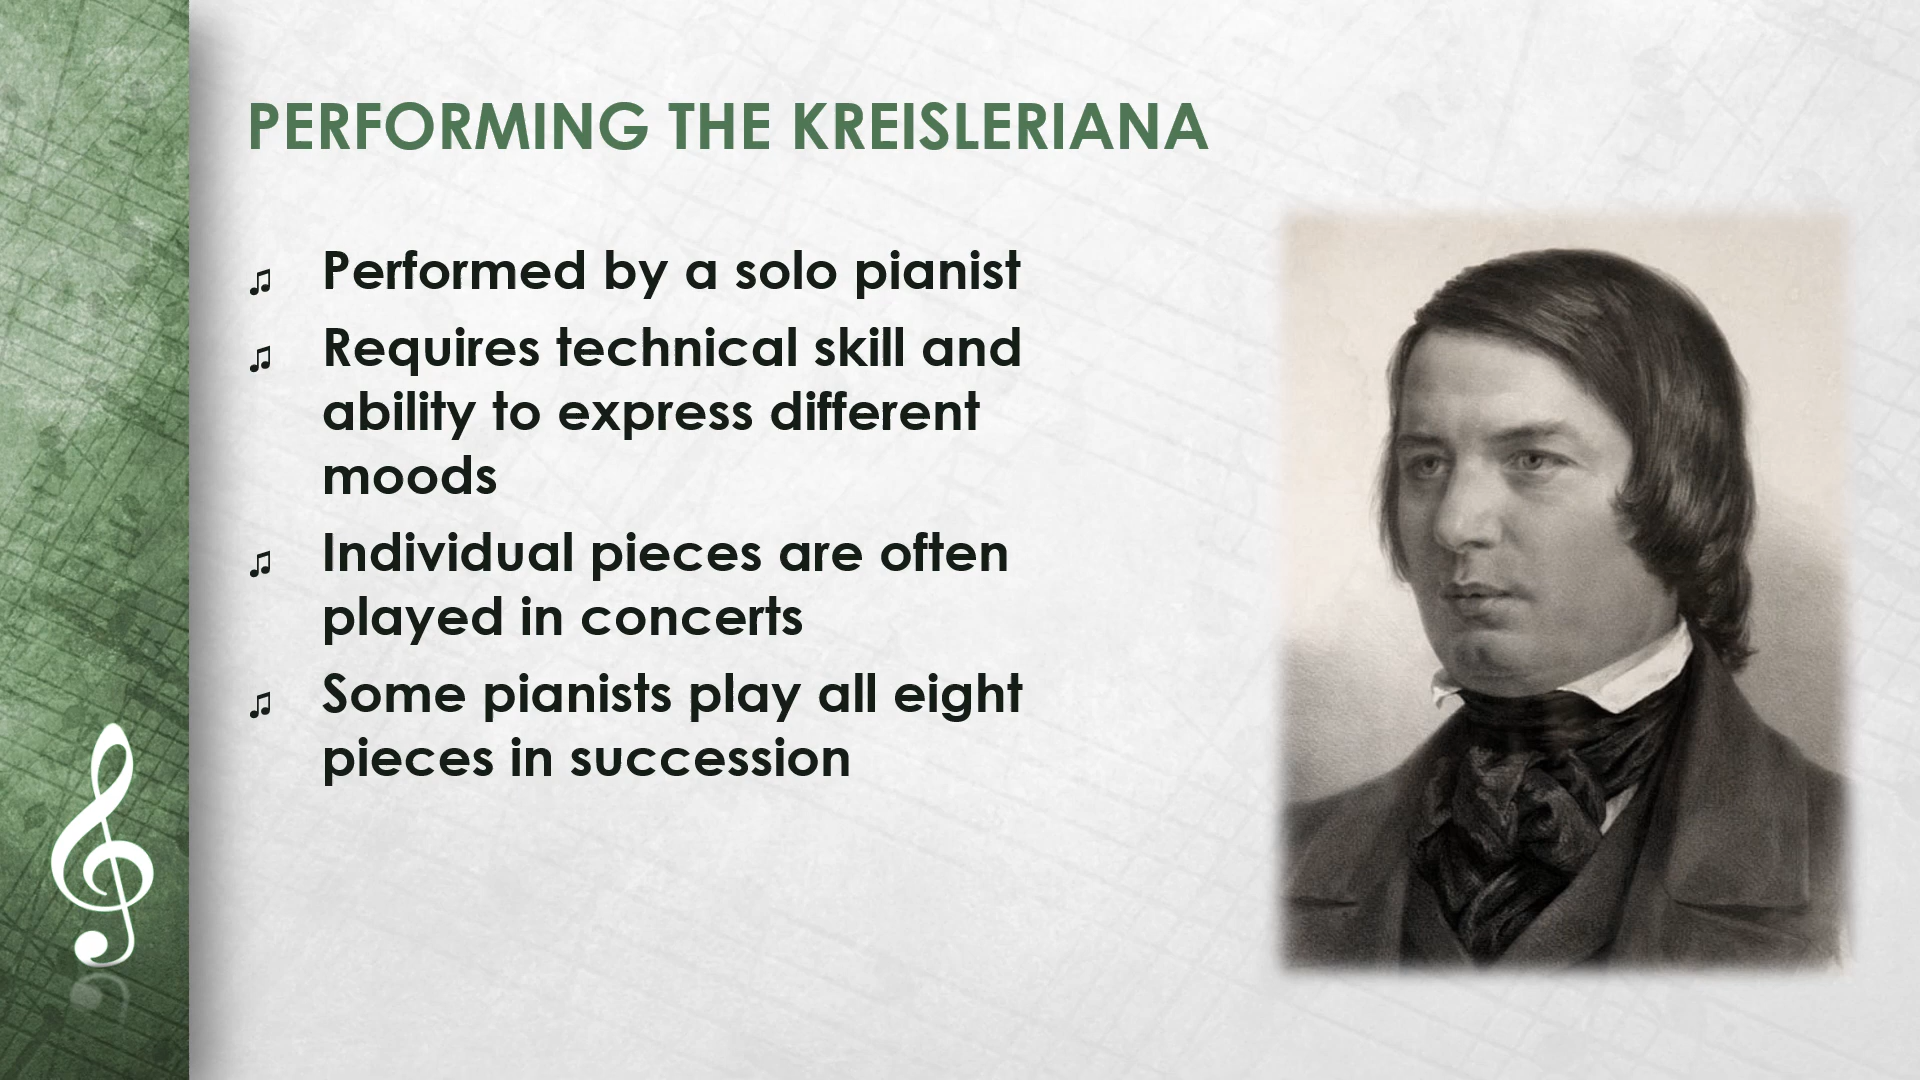 PERFORMING THE KREISLERIANA
♫ Performed by a solo pianist
♫ Requires technical skill and
ability to express different
moods
♫ Individual pieces are often
played in concerts
♫ Some pianists play all eight
pieces in succession